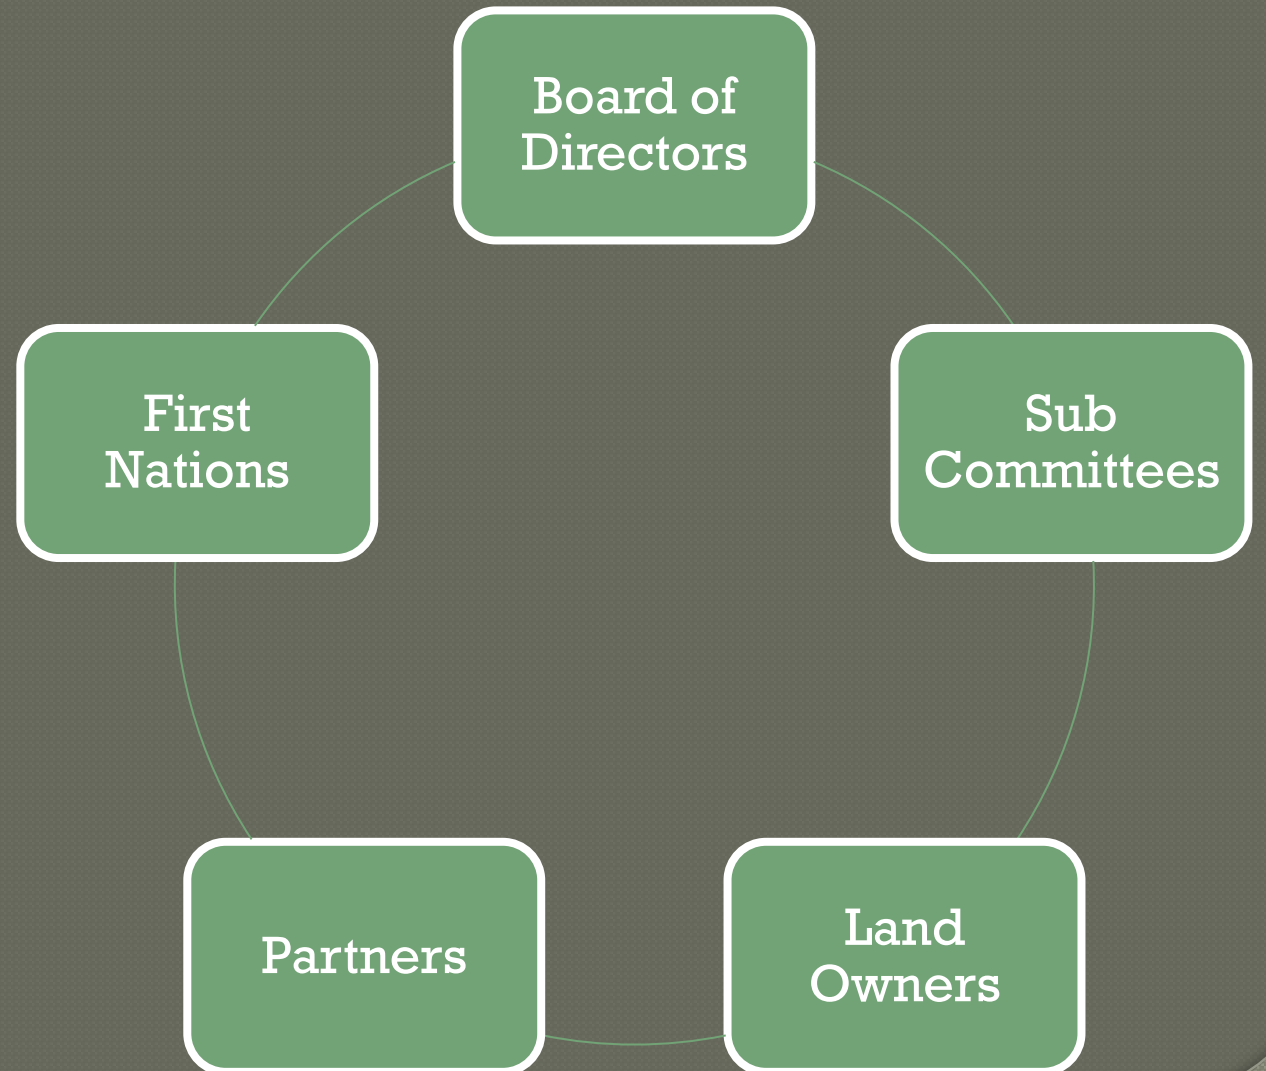 Board of
Directors
First
Nations
Sub
Committees
Partners
Land
Owners